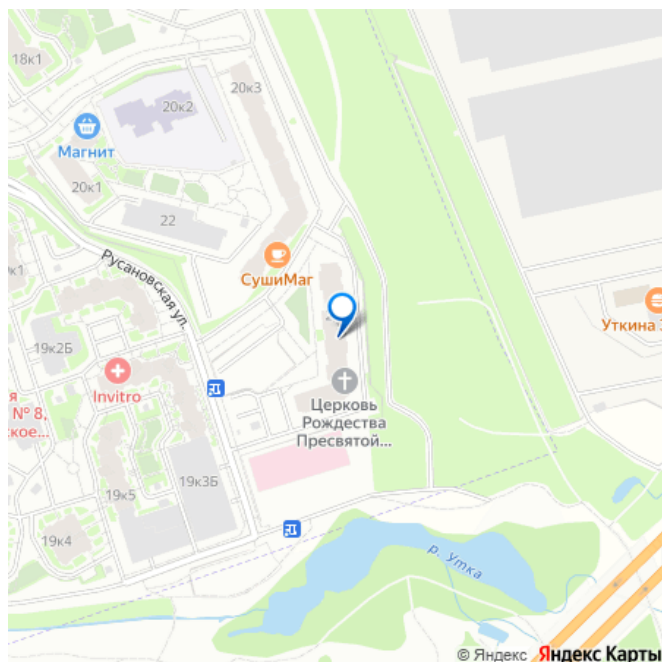 18к1
20к3
20к2
Магнит
20к1
22
СушиМаг
Русановская ул.
19к2Б
Уткина
Invitro
№ 8,
ское...
Церковь
Рождества
Пресвятой...
19к5
19к3Б
19к4
р. Утка
© Яндекс Яндекс Карты